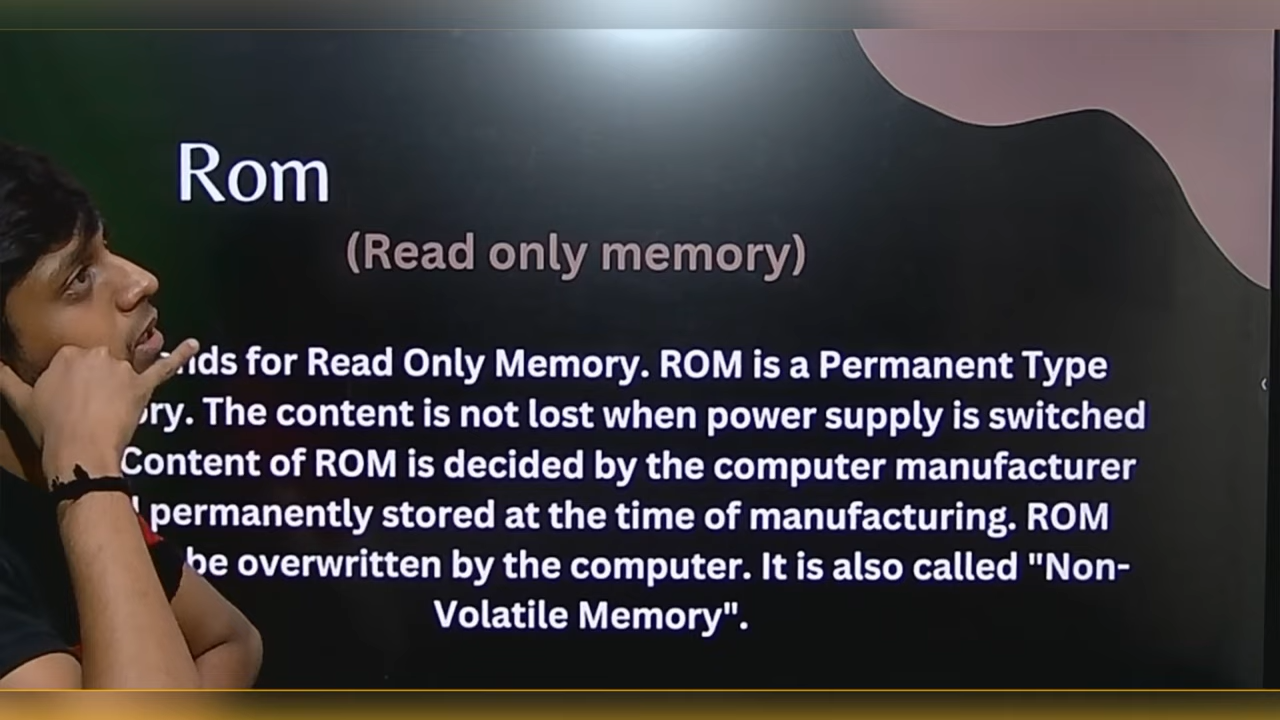 Rom
(Read only memory)
for Read Only Memory. ROM is a Permanent Type
The content is not lost when power supply is switched
Content of ROM is decided by the computer manufacturer
permanently stored at the time of manufacturing. ROM
be overwritten by the computer. It is also called "Non-
Volatile Memory".